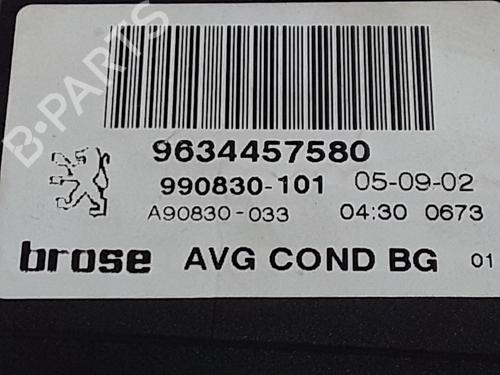 9634457580
990830-101 05-09-02
A90830-033 04:30 0673
brose AVG COND BG 01
B-PARTS